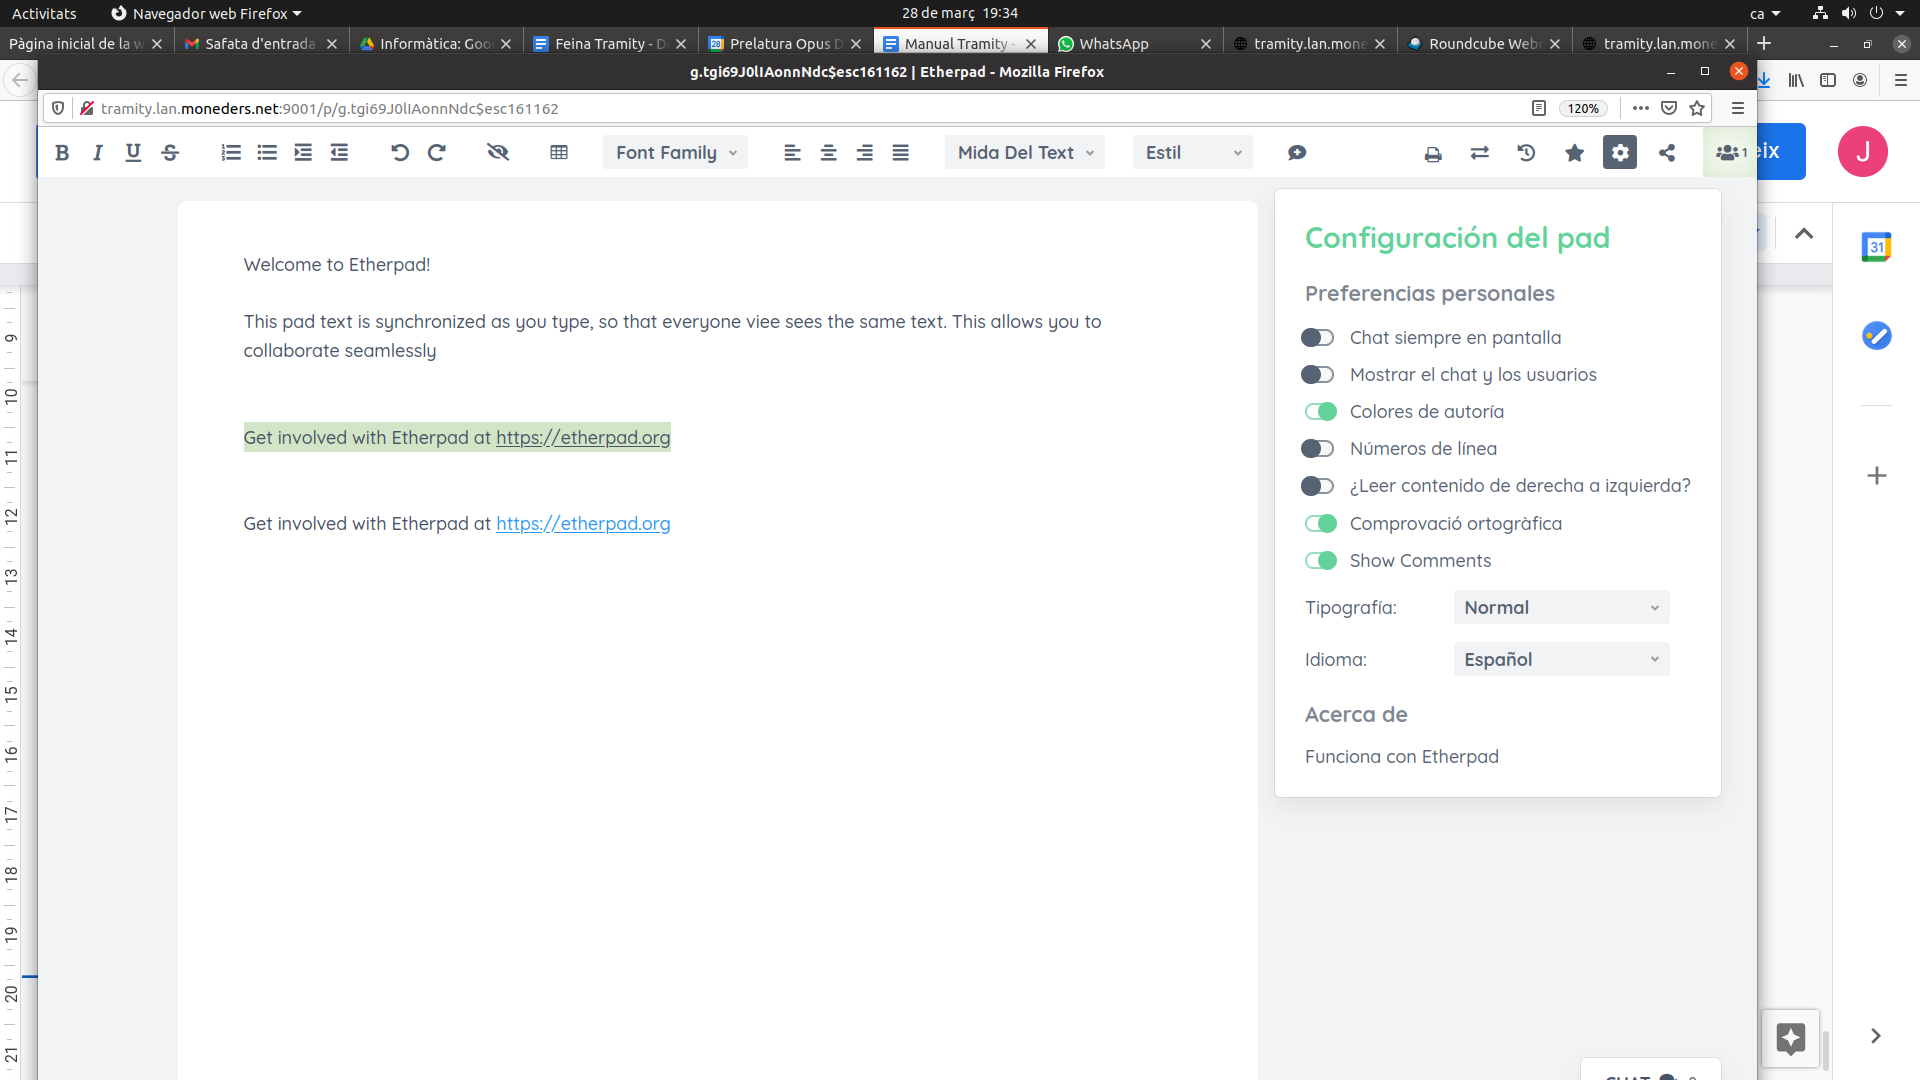 Activitats
Navegador web Firefox
28 de març 19:34
ca
Pàgina inicial de la w
Safata d'entrada
Informàtica: Goo
Feina Tramity - D
Prelatura Opus D
Manual Tramity -
WhatsApp
tramity.lan.mone
Roundcube Web
tramity.lan.mone
g.tgi69J0lIAonnNdc$esc161162 | Etherpad - Mozilla Firefox
tramity.lan.moneders.net:9001/p/g.tgi69J0lIAonnNdc$esc161162
120%
B I U S
Font Family
Mida Del Text
Estil
1
eix
J
31
Welcome to Etherpad!
This pad text is synchronized as you type, so that everyone viee sees the same text. This allows you to
collaborate seamlessly
Get involved with Etherpad at https://etherpad.org
Get involved with Etherpad at https://etherpad.org
Configuración del pad
Preferencias personales
Chat siempre en pantalla
Mostrar el chat y los usuarios
Colores de autoría
Números de línea
¿Leer contenido de derecha a izquierda?
Comprovació ortogràfica
Show Comments
Tipografía:
Normal
Idioma:
Español
Acerca de
Funciona con Etherpad
9
10
11
12
13
14
15
16
17
18
19
20
21
CHAT